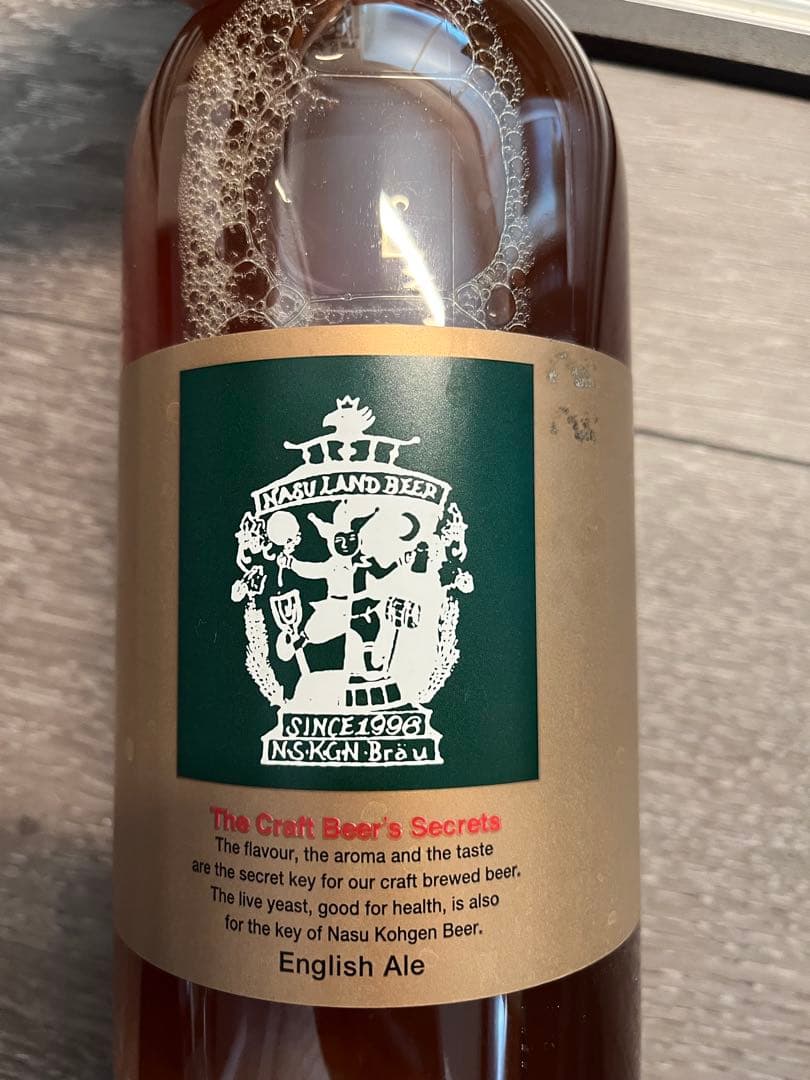 NASU LAND BEER
SINCE 1996
N·S·K·G·N·Bräu
The Craft Beer's Secrets
The flavour, the aroma and the taste
are the secret key for our craft brewed beer.
The live yeast, good for health, is also
for the key of Nasu Kohgen Beer.
English Ale